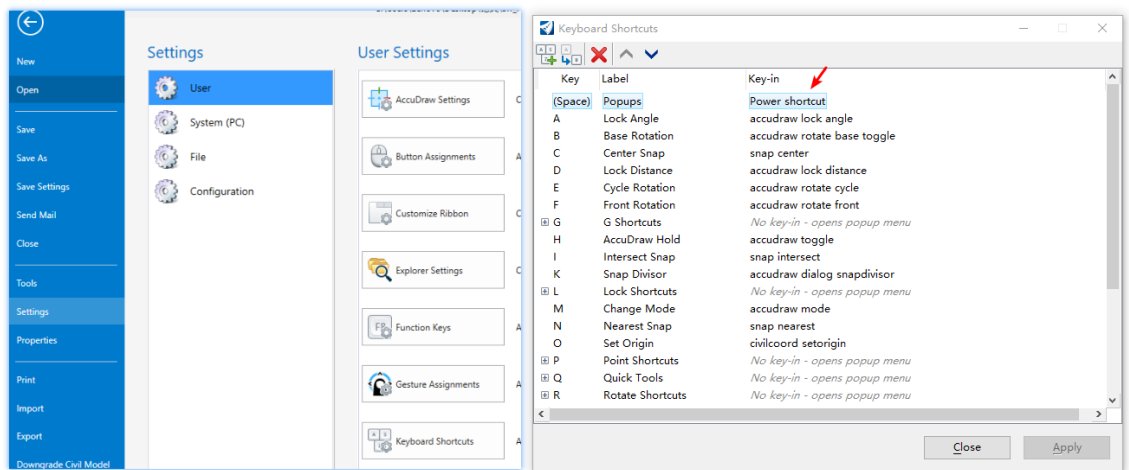 New
Open
Save
Save As
Save Settings
Send Mail
Close
Tools
Settings
Properties
Print
Import
Export
Downgrade Civil Model
Settings
User
System (PC)
File
Configuration
User Settings
AccuDraw Settings
Button Assignments
Customize Ribbon
Explorer Settings
Function Keys
Gesture Assignments
Keyboard Shortcuts
Keyboard Shortcuts
Key Label Key-in
(Space) Popups Power shortcut
A Lock Angle accudraw lock angle
B Base Rotation accudraw rotate base toggle
C Center Snap snap center
D Lock Distance accudraw lock distance
E Cycle Rotation accudraw rotate cycle
F Front Rotation accudraw rotate front
G G Shortcuts No key-in - opens popup menu
H AccuDraw Hold accudraw toggle
I Intersect Snap snap intersect
K Snap Divisor accudraw dialog snapdivisor
L Lock Shortcuts No key-in - opens popup menu
M Change Mode accudraw mode
N Nearest Snap snap nearest
O Set Origin civilcoord setorigin
P Point Shortcuts No key-in - opens popup menu
Q Quick Tools No key-in - opens popup menu
R Rotate Shortcuts No key-in - opens popup menu
Close Apply